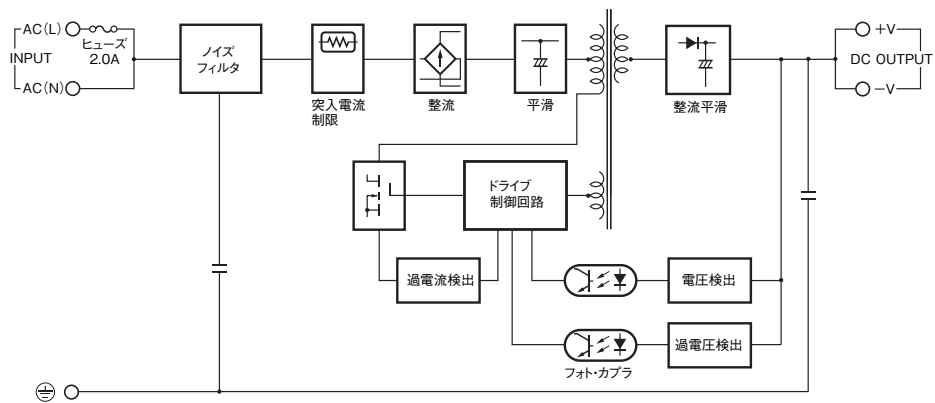 AC(L)
ヒューズ
2.0A
INPUT
AC(N)
ノイズ
フィルタ
突入電流
制限
整流
平滑
整流平滑
+V
DC OUTPUT
−V
ドライブ
制御回路
過電流検出
電圧検出
過電圧検出
フォト・カプラ